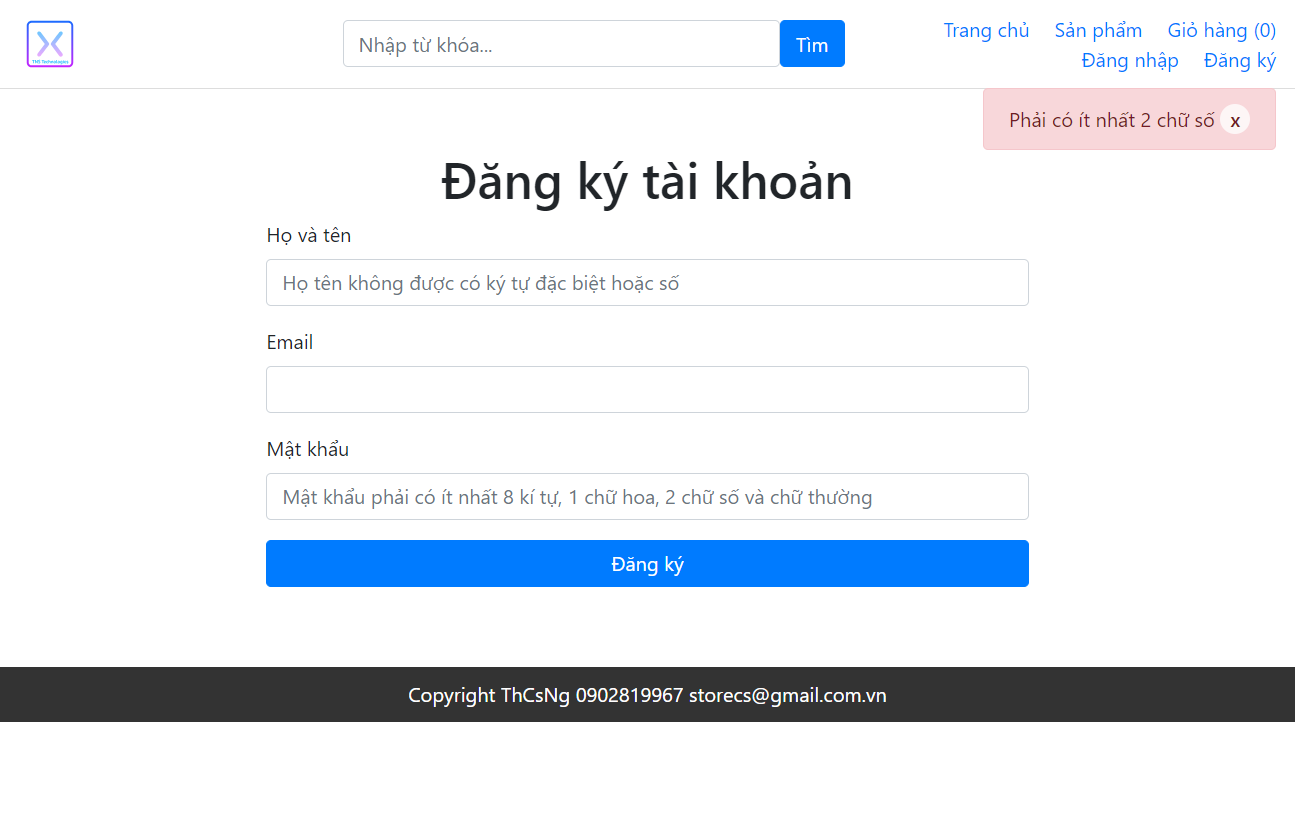 TNS Technologies
Nhập từ khóa...
Tìm
Trang chủ Sản phẩm Giỏ hàng (0)
Đăng nhập Đăng ký
Phải có ít nhất 2 chữ số x
Đăng ký tài khoản
Họ và tên
Họ tên không được có ký tự đặc biệt hoặc số
Email
Mật khẩu
Mật khẩu phải có ít nhất 8 kí tự, 1 chữ hoa, 2 chữ số và chữ thường
Đăng ký
Copyright ThCsNg 0902819967 storecs@gmail.com.vn